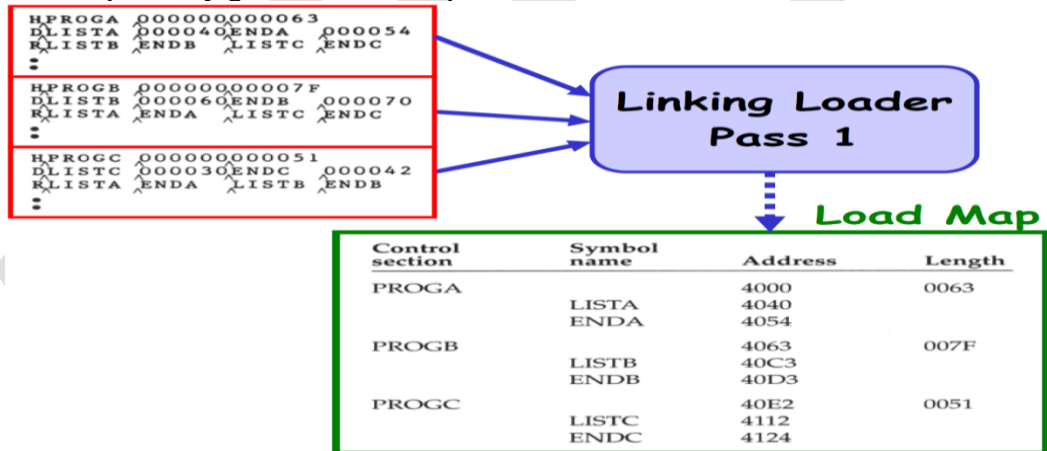 HPROGA 000000000063
DLISTA 000040ENDA 000054
RLISTB ENDB LISTC ENDC
:
HPROGB 00000000007F
DLISTB 000060ENDB 000070
RLISTA ENDA LISTC ENDC
:
HPROGC 000000000051
DLISTC 000030ENDC 000042
RLISTA ENDA LISTB ENDB
:
Linking Loader
Pass 1
Load Map
Control section Symbol name Address Length
PROGA 4000 0063
LISTA 4040
ENDA 4054
PROGB 4063 007F
LISTB 40C3
ENDB 40D3
PROGC 40E2 0051
LISTC 4112
ENDC 4124